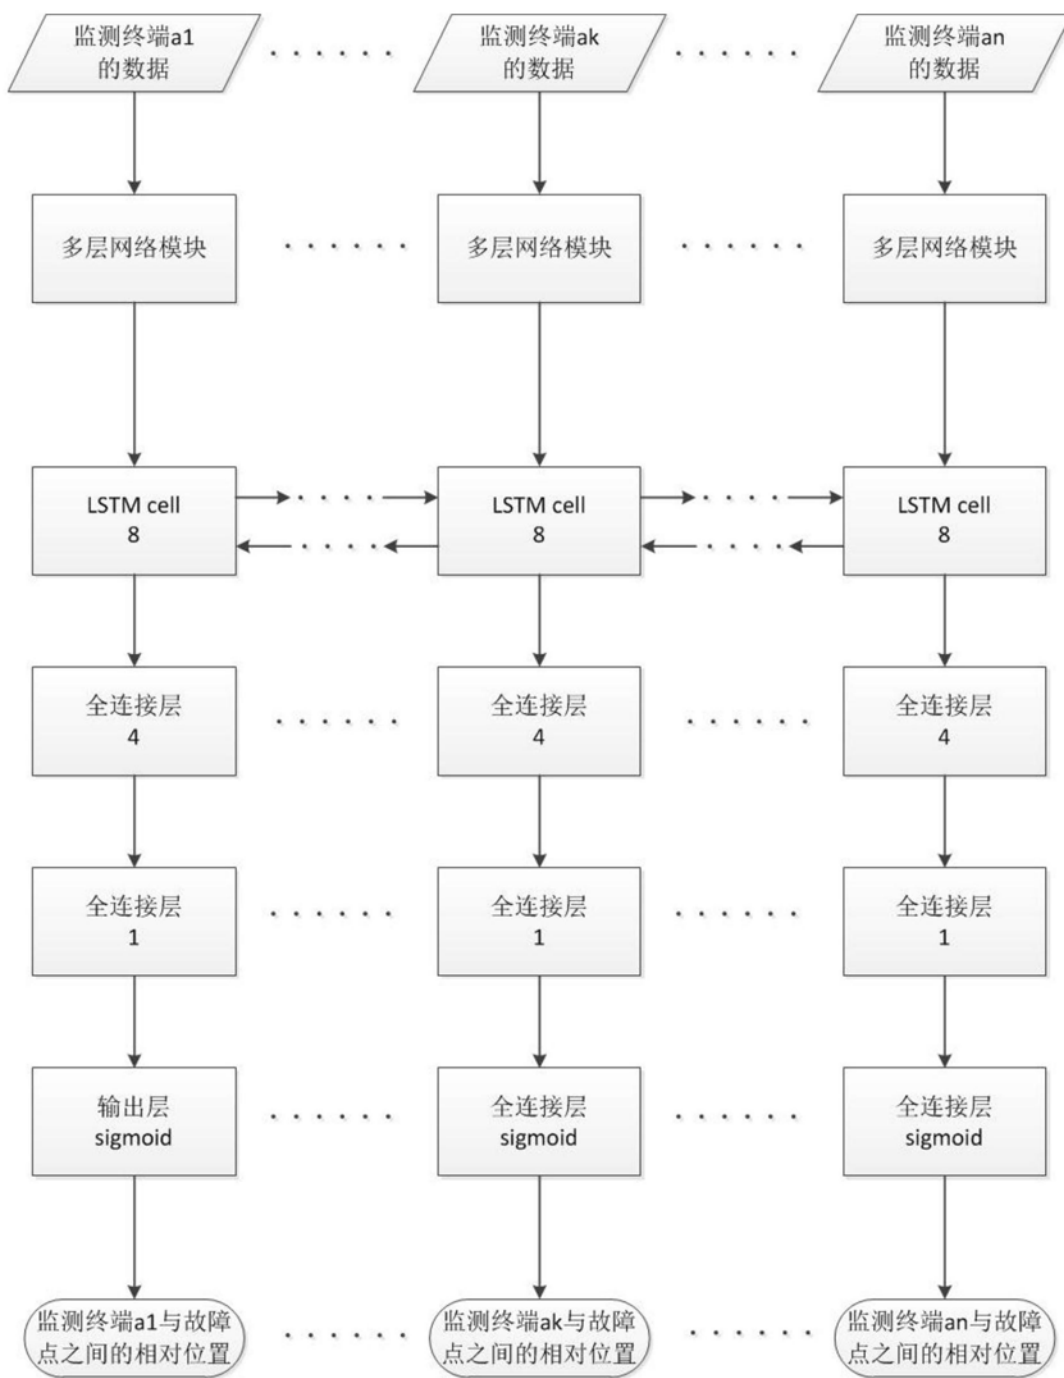 监测终端a1
的数据
监测终端ak
的数据
监测终端an
的数据
多层网络模块
多层网络模块
多层网络模块
LSTM cell
8
LSTM cell
8
LSTM cell
8
全连接层
4
全连接层
4
全连接层
4
全连接层
1
全连接层
1
全连接层
1
输出层
sigmoid
全连接层
sigmoid
全连接层
sigmoid
监测终端a1与故障
点之间的相对位置
监测终端ak与故障
点之间的相对位置
监测终端an与故障
点之间的相对位置